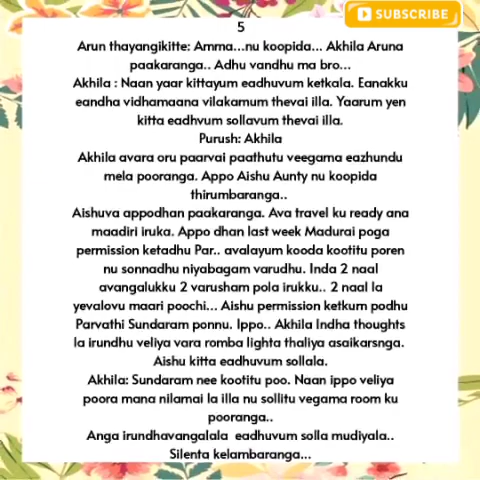 SUBSCRIBE
5
Arun thayangikitte: Amma...nu koopida... Akhila Aruna
paakaranga.. Adhu vandhu ma bro...
Akhila : Naan yaar kittayum eadhuvum ketkala. Eanakku
eandha vidhamaana vilakamum thevai illa. Yaarum yen
kitta eadhvum sollavum thevai illa.
Purush: Akhila
Akhila avara oru paarvai paathutu veegama eazhundu
mela pooranga. Appo Aishu Aunty nu koopida
thirumbaranga..
Aishuva appodhan paakaranga. Ava travel ku ready ana
maadiri iruka. Appo dhan last week Madurai poga
permission ketadhu Par.. avalayum kooda kootitu poren
nu sonnadhu niyabagam varudhu. Inda 2 naal
avangalukku 2 varusham pola irukku.. 2 naal la
yevalovu maari poochi... Aishu permission ketkum podhu
Parvathi Sundaram ponnu. Ippo.. Akhila Indha thoughts
la irundhu veliya vara romba lighta thaliya asaikarsnga.
Aishu kitta eadhuvum sollala.
Akhila: Sundaram nee kootitu poo. Naan ippo veliya
poora mana nilamai la illa nu sollitu vegama room ku
pooranga..
Anga irundhavangalala eadhuvum solla mudiyala..
Silenta kelambaranga...